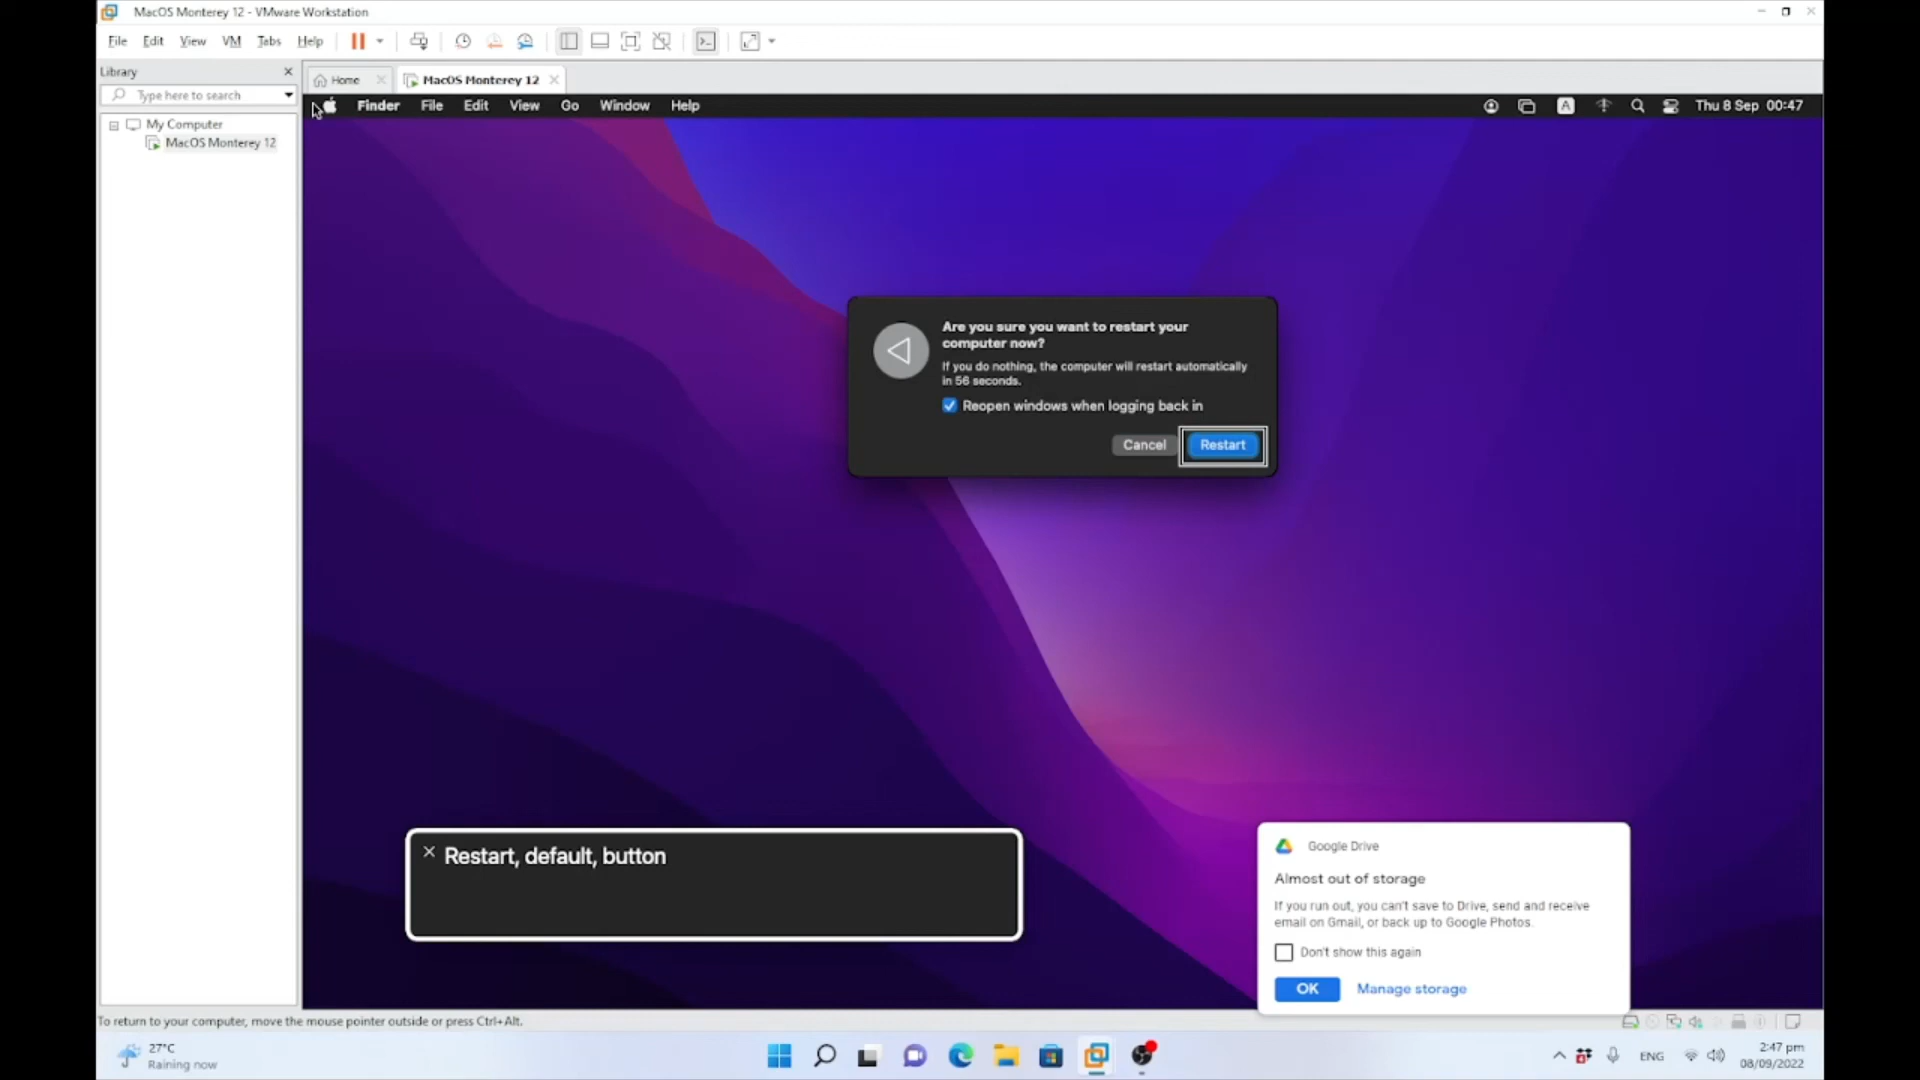 MacOS Monterey 12 - VMware Workstation
File Edit View VM Tabs Help
Library
Type here to search
My Computer
MacOS Monterey 12
Home
MacOS Monterey 12
Finder File Edit View Go Window Help
A
Thu 8 Sep 00:47
Are you sure you want to restart your
computer now?
If you do nothing, the computer will restart automatically
in 56 seconds.
Reopen windows when logging back in
Cancel
Restart
Restart, default, button
Google Drive
Almost out of storage
If you run out, you can't save to Drive, send and receive
email on Gmail, or back up to Google Photos.
Don't show this again
OK
Manage storage
To return to your computer, move the mouse pointer outside or press Ctrl+Alt.
27°C
Raining now
ENG
2:47 pm
08/09/2022